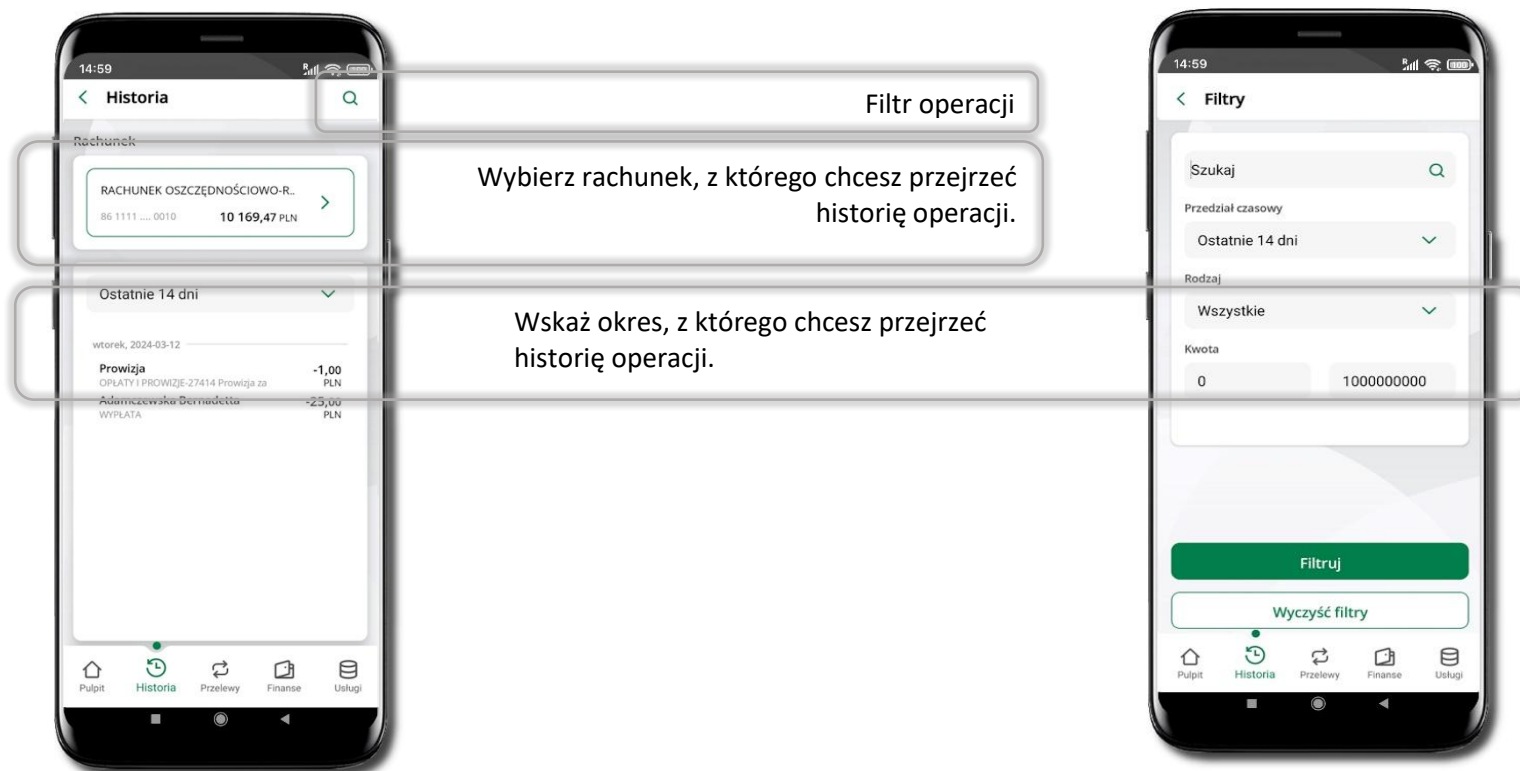 14:59
Historia
Rachunek
RACHUNEK OSZCZĘDNOŚCIOWO-R..
86 1111 .... 0010 10 169,47 PLN
Ostatnie 14 dni
wtorek, 2024-03-12
Prowizja -1,00
OPŁATY I PROWIZJE-27414 Prowizja za PLN
Adamczewska Bernadetta -25,00
WYPŁATA PLN
Pulpit Historia Przelewy Finanse Usługi
Filtr operacji
Wybierz rachunek, z którego chcesz przejrzeć
historię operacji.
Wskaż okres, z którego chcesz przejrzeć
historię operacji.
14:59
Filtry
Szukaj
Przedział czasowy
Ostatnie 14 dni
Rodzaj
Wszystkie
Kwota
0 1000000000
Filtruj
Wyczyść filtry
Pulpit Historia Przelewy Finanse Usługi